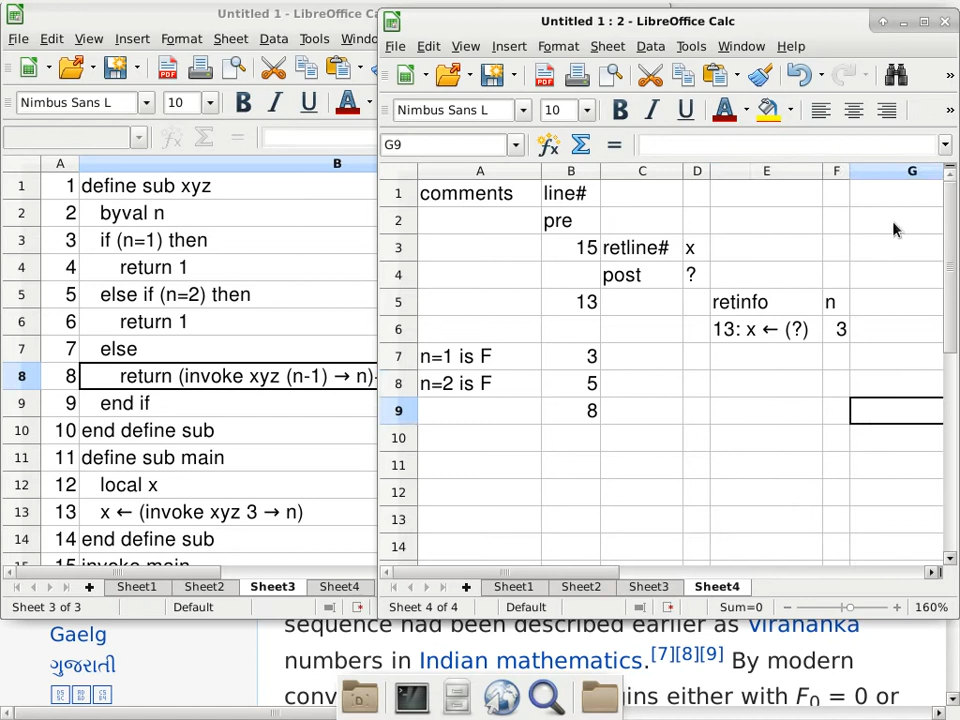 Untitled 1 - LibreOffice Ca
File Edit View Insert Format Sheet Data Tools Windo
Nimbus Sans L 10 B I U A
A B
1 1 define sub xyz
2 2 byval n
3 3 if (n=1) then
4 4 return 1
5 5 else if (n=2) then
6 6 return 1
7 7 else
8 8 return (invoke xyz (n-1) → n)-
9 9 end if
10 10 end define sub
11 11 define sub main
12 12 local x
13 13 x ← (invoke xyz 3 → n)
14 14 end define sub
15 invoke main
Sheet1 Sheet2 Sheet3 Sheet4
Sheet 3 of 3 Default
Untitled 1 : 2 - LibreOffice Calc
File Edit View Insert Format Sheet Data Tools Window Help
Nimbus Sans L 10 B I U A
G9 fx Σ =
A B C D E F G
1 comments line#
2 pre
3 15 retline# x
4 post ?
5 13 retinfo n
6 13: x ← (?) 3
7 n=1 is F 3
8 n=2 is F 5
9 8
10
11
12
13
14
Sheet1 Sheet2 Sheet3 Sheet4
Sheet 4 of 4 Default Sum=0 160%
Gaelg
ગુજરાતી
sequence had been described earlier as Virahanka
numbers in Indian mathematics.[7][8][9] By modern
conv ins either with F0 = 0 or